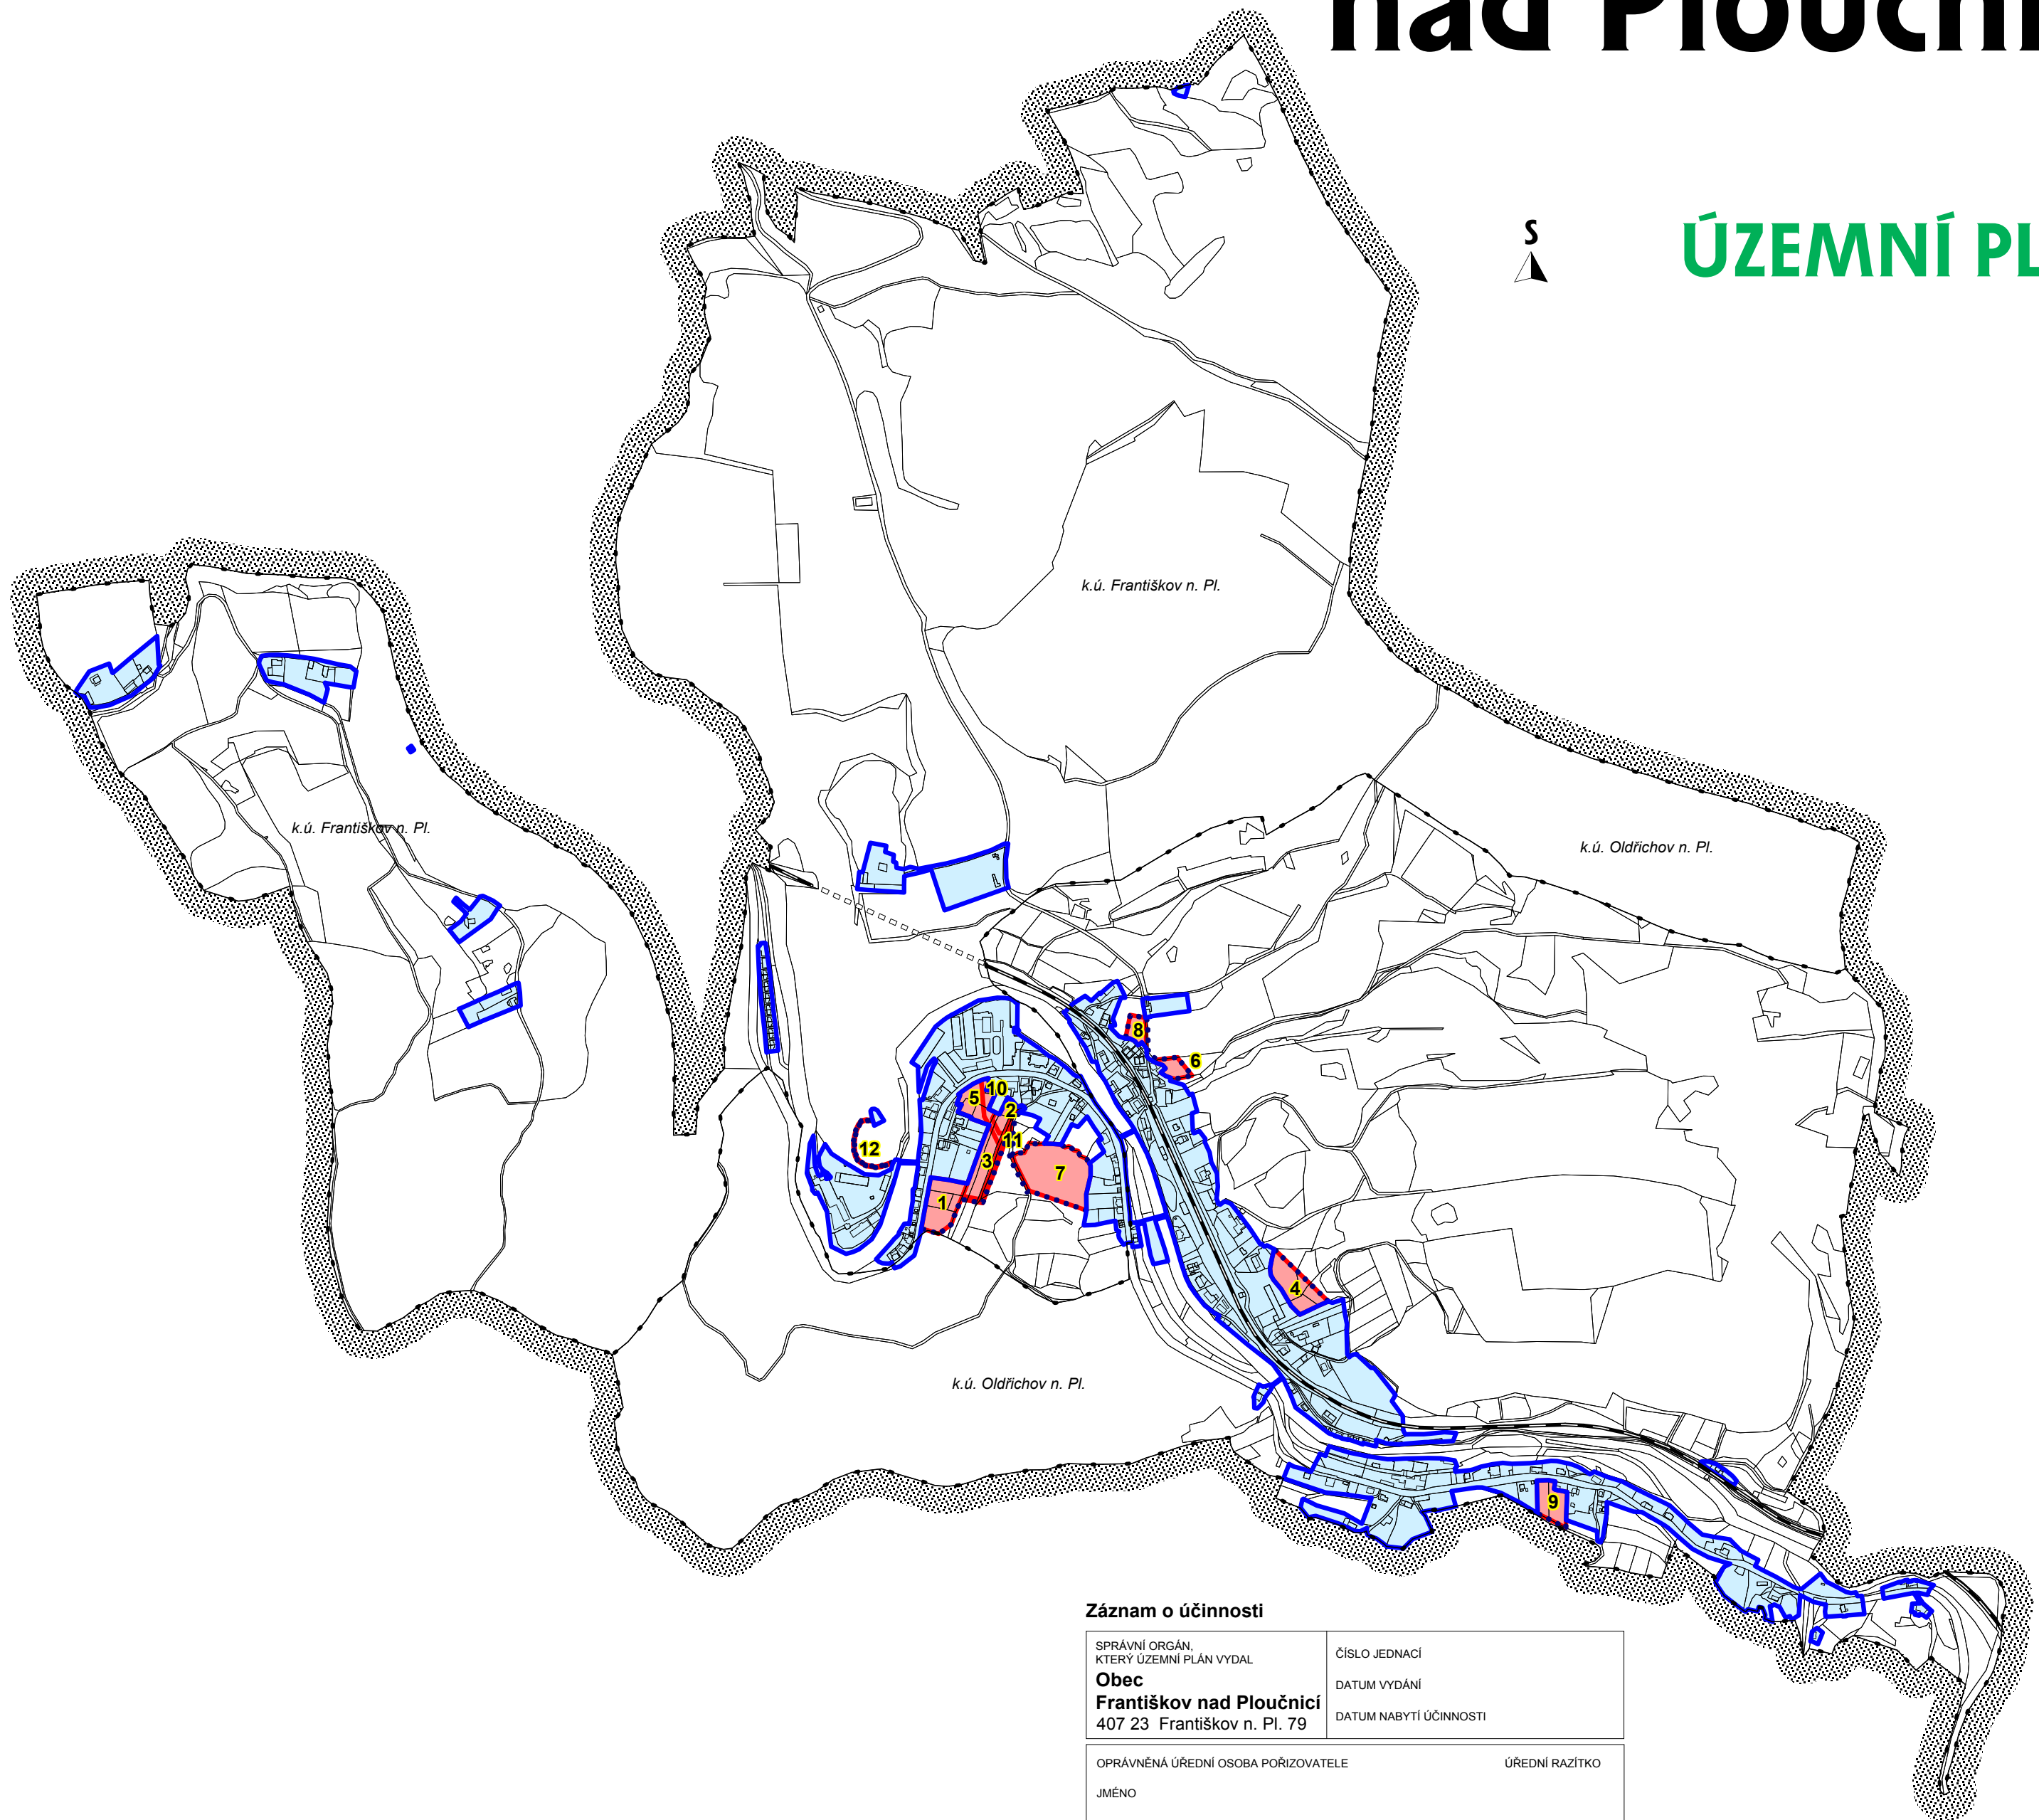 nad Ploučni
S
ÚZEMNÍ PL
k.ú. Františkov n. Pl.
k.ú. Františkov n. Pl.
k.ú. Oldřichov n. Pl.
8
6
10
5
2
11
12
3
7
1
4
k.ú. Oldřichov n. Pl.
9
Záznam o účinnosti
SPRÁVNÍ ORGÁN,
KTERÝ ÚZEMNÍ PLÁN VYDAL
Obec
Františkov nad Ploučnicí
407 23 Františkov n. Pl. 79
ČÍSLO JEDNACÍ
DATUM VYDÁNÍ
DATUM NABYTÍ ÚČINNOSTI
OPRÁVNĚNÁ ÚŘEDNÍ OSOBA POŘIZOVATELE
ÚŘEDNÍ RAZÍTKO
JMÉNO